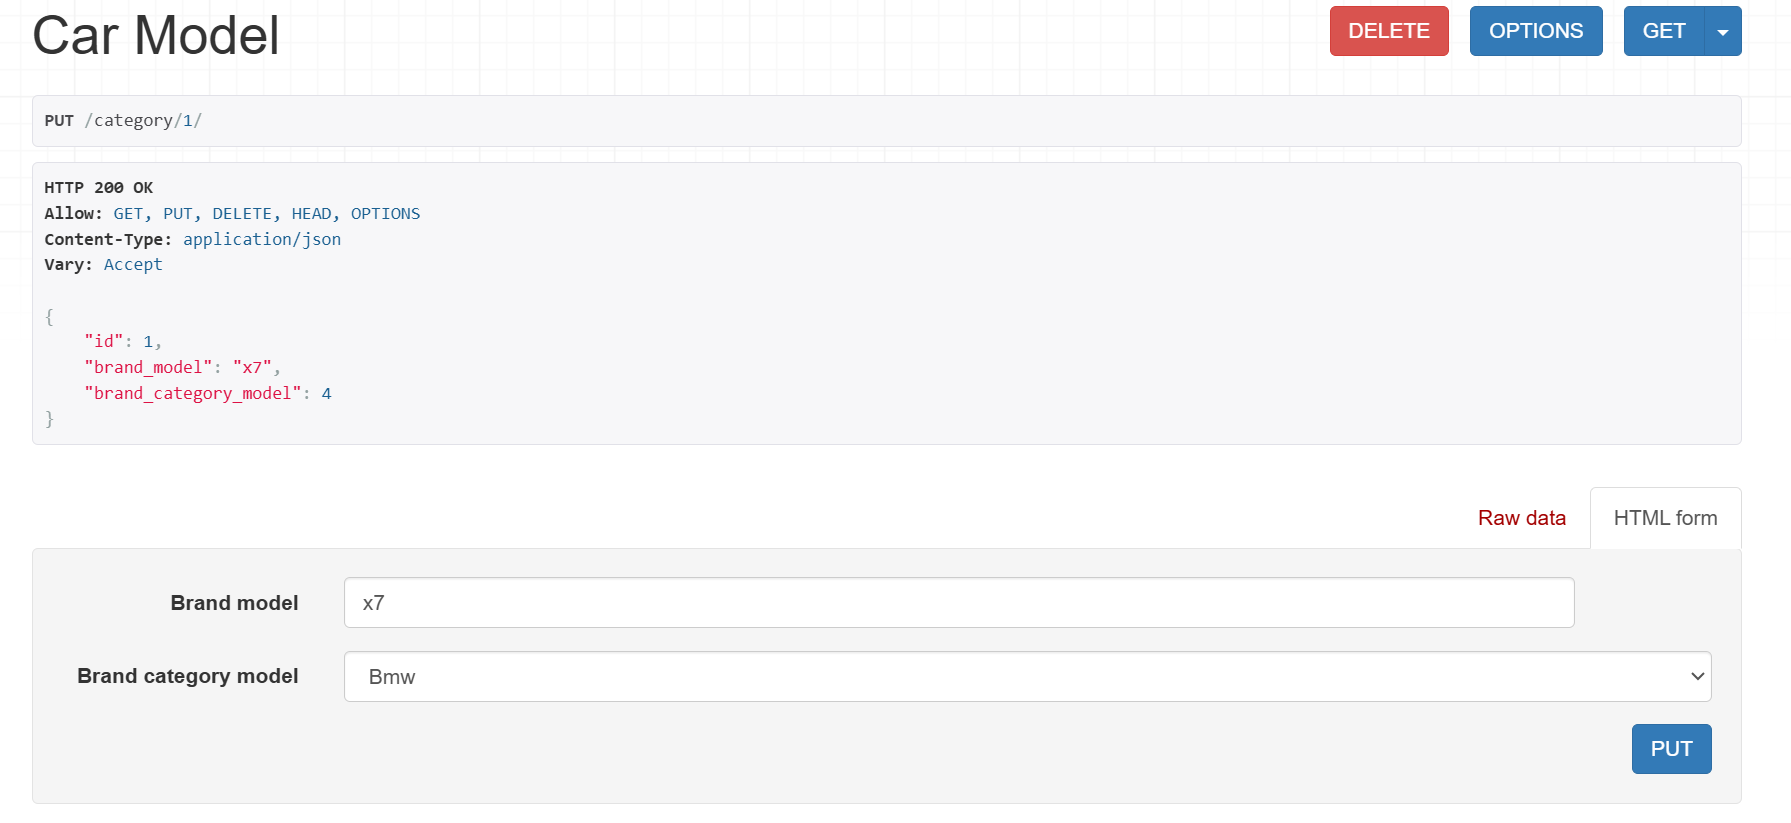 Car Model
DELETE
OPTIONS
GET
PUT /category/1/
HTTP 200 OK
Allow: GET, PUT, DELETE, HEAD, OPTIONS
Content-Type: application/json
Vary: Accept
{
    "id": 1,
    "brand_model": "x7",
    "brand_category_model": 4
}
Raw data
HTML form
Brand model
x7
Brand category model
Bmw
PUT